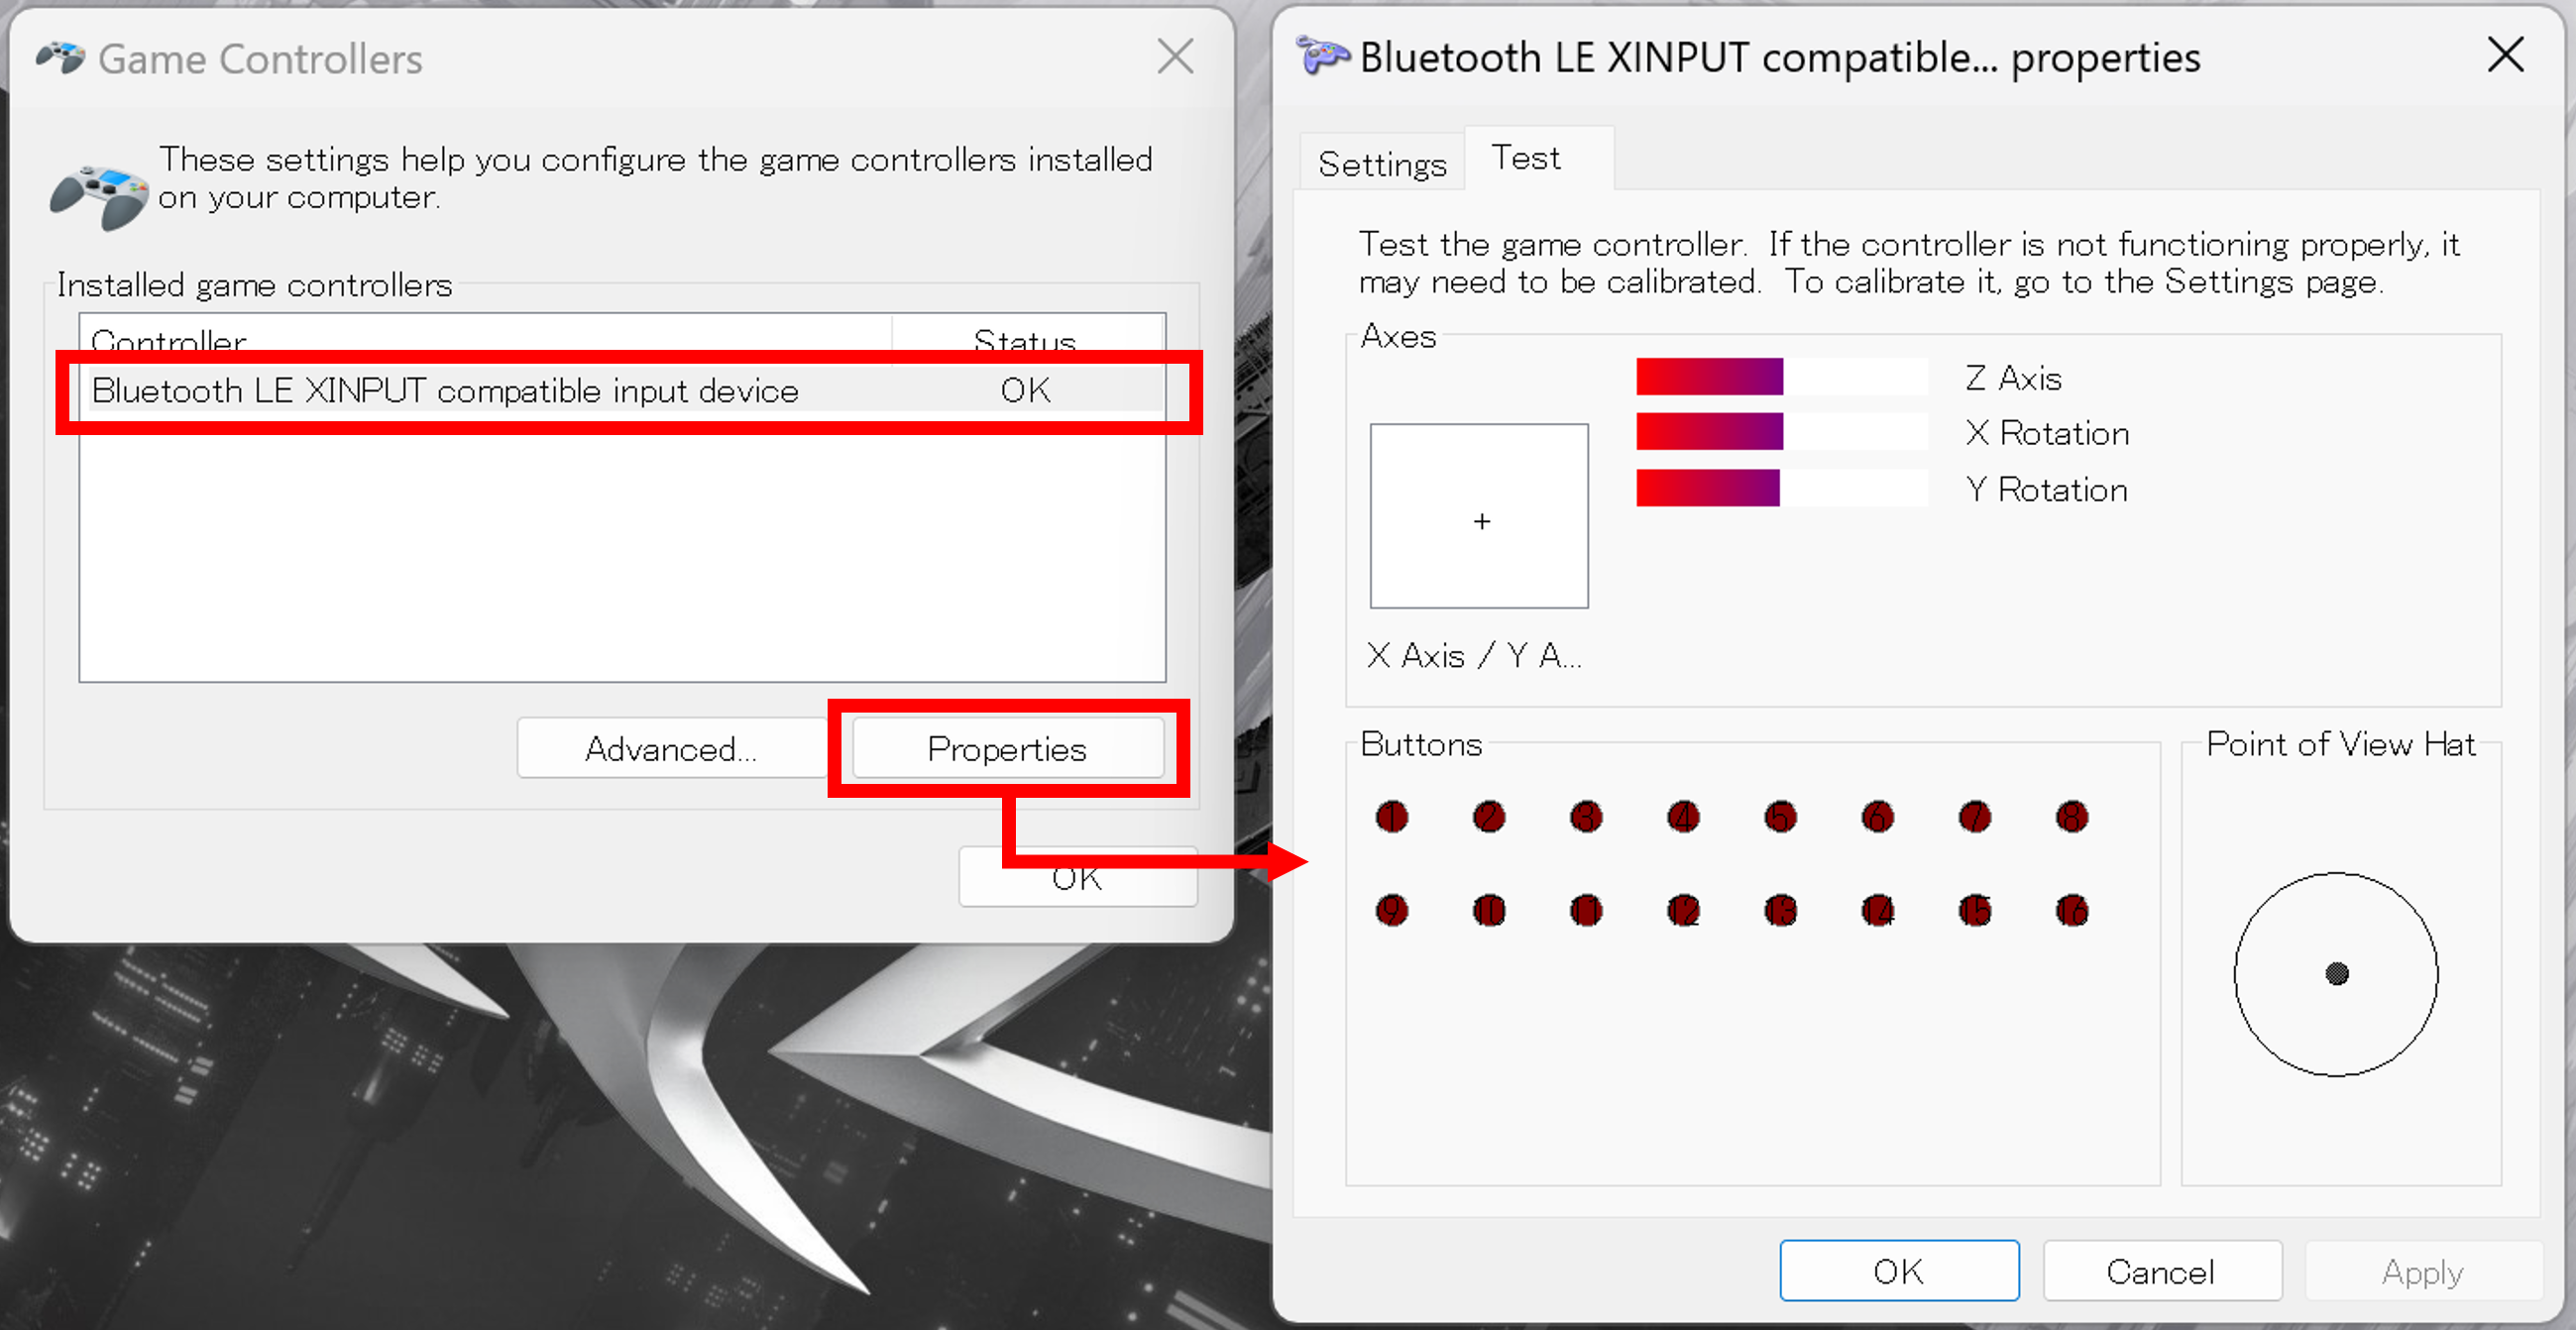 Game Controllers
These settings help you configure the game controllers installed
on your computer.
Installed game controllers
Controller Status
Bluetooth LE XINPUT compatible input device OK
Advanced...
Properties
OK
Bluetooth LE XINPUT compatible... properties
Settings
Test
Test the game controller. If the controller is not functioning properly, it
may need to be calibrated. To calibrate it, go to the Settings page.
Axes
Z Axis
X Rotation
Y Rotation
X Axis / Y A...
Buttons
1 2 3 4 5 6 7 8
9 10 11 12 13 14 15 16
Point of View Hat
OK
Cancel
Apply